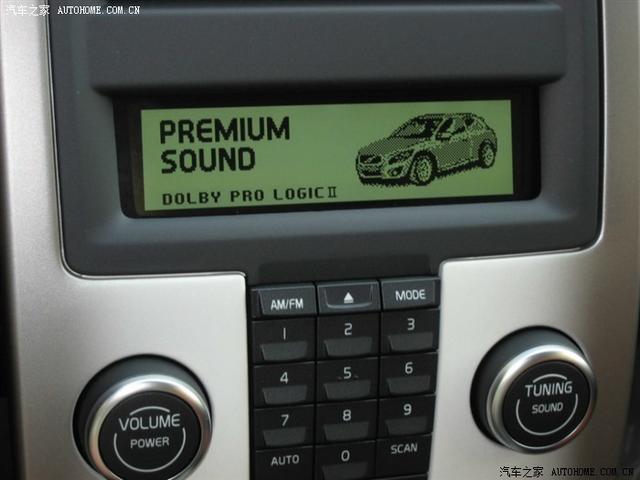 汽车之家 AUTOHOME.COM.CN
PREMIUM
SOUND
DOLBY PRO LOGIC II
AM/FM
MODE
1
2
3
4
5
6
7
8
9
AUTO
0
SCAN
VOLUME
POWER
TUNING
SOUND
汽车之家 AUTOHOME.COM.CN